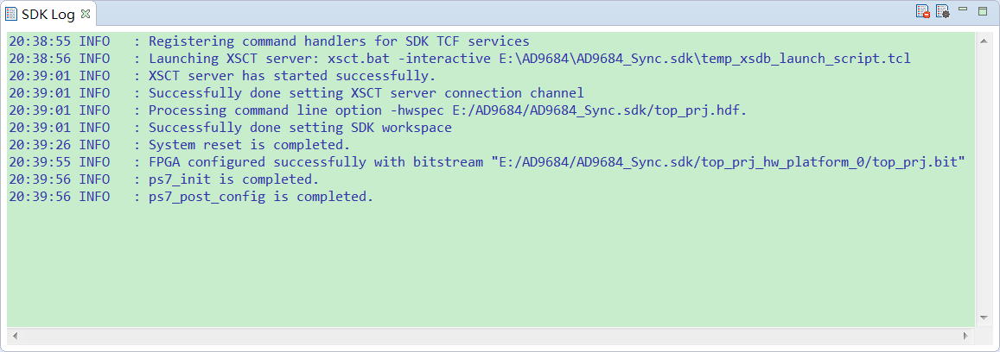 SDK Log
20:38:55 INFO   : Registering command handlers for SDK TCF services
20:38:56 INFO   : Launching XSCT server: xsct.bat -interactive E:\AD9684\AD9684_Sync.sdk\temp_xsdb_launch_script.tcl
20:39:01 INFO   : XSCT server has started successfully.
20:39:01 INFO   : Successfully done setting XSCT server connection channel
20:39:01 INFO   : Processing command line option -hwspec E:/AD9684/AD9684_Sync.sdk/top_prj.hdf.
20:39:01 INFO   : Successfully done setting SDK workspace
20:39:26 INFO   : System reset is completed.
20:39:55 INFO   : FPGA configured successfully with bitstream "E:/AD9684/AD9684_Sync.sdk/top_prj_hw_platform_0/top_prj.bit"
20:39:56 INFO   : ps7_init is completed.
20:39:56 INFO   : ps7_post_config is completed.